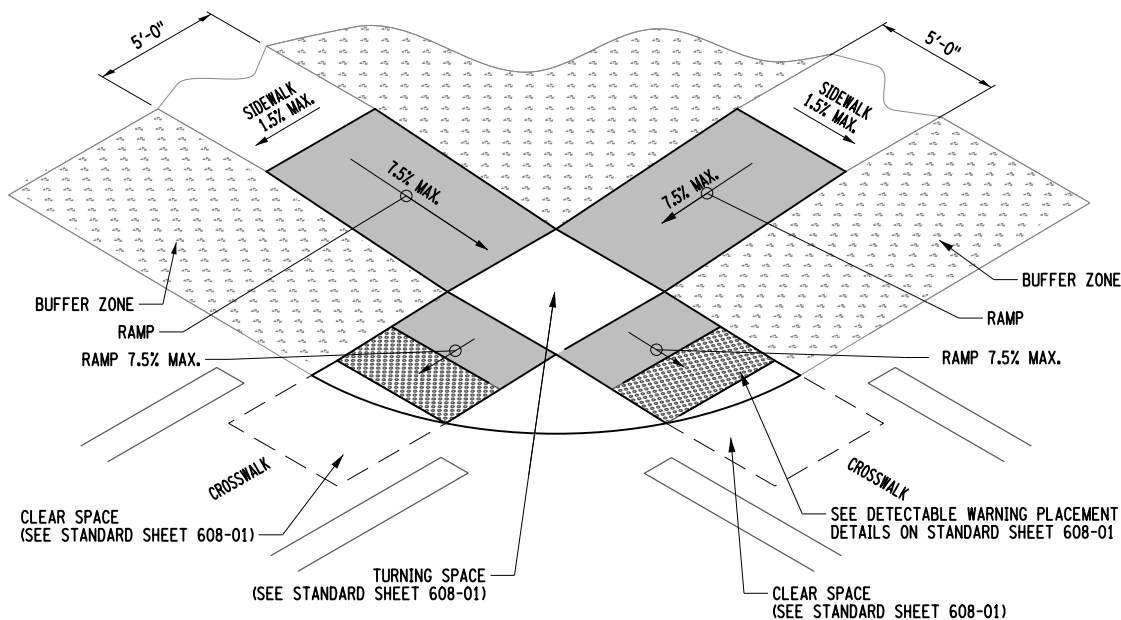 5'-0"
5'-0"
SIDEWALK
1.5% MAX.
SIDEWALK
1.5% MAX.
7.5% MAX.
7.5% MAX.
BUFFER ZONE
BUFFER ZONE
RAMP
RAMP
RAMP 7.5% MAX.
RAMP 7.5% MAX.
CROSSWALK
CROSSWALK
CLEAR SPACE
(SEE STANDARD SHEET 608-01)
SEE DETECTABLE WARNING PLACEMENT
DETAILS ON STANDARD SHEET 608-01
TURNING SPACE
(SEE STANDARD SHEET 608-01)
CLEAR SPACE
(SEE STANDARD SHEET 608-01)